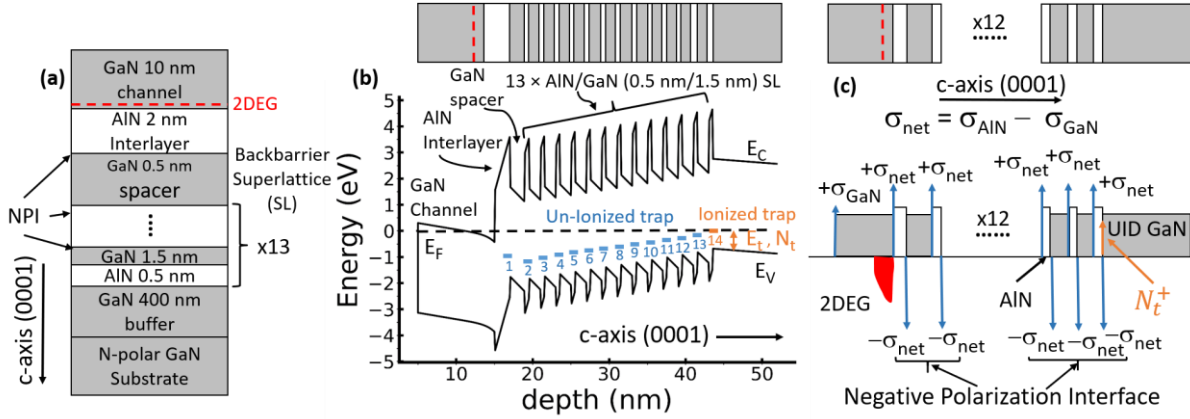 (a)
GaN 10 nm
channel
2DEG
AlN 2 nm
Interlayer
GaN 0.5 nm
spacer
Backbarrier
Superlattice
(SL)
NPI
x13
GaN 1.5 nm
AlN 0.5 nm
GaN 400 nm
buffer
N-polar GaN
Substrate
c-axis (0001)
(b)
GaN
spacer
13 × AlN/GaN (0.5 nm/1.5 nm) SL
AlN
Interlayer
GaN
Channel
E_C
Un-Ionized trap
Ionized trap
E_F
E_t, N_t
E_V
1 2 3 4 5 6 7 8 9 10 11 12 13 14
c-axis (0001)
Energy (eV)
5
4
3
2
1
0
−1
−2
−3
−4
−5
10 20 30 40 50
depth (nm)
x12
(c)
c-axis (0001)
σ_net = σ_AlN − σ_GaN
+σ_GaN
+σ_net
+σ_net
+σ_net
+σ_net
+σ_net
x12
UID GaN
2DEG
AlN
N_t^+
−σ_net
−σ_net
−σ_net
−σ_net
−σ_net
Negative Polarization Interface